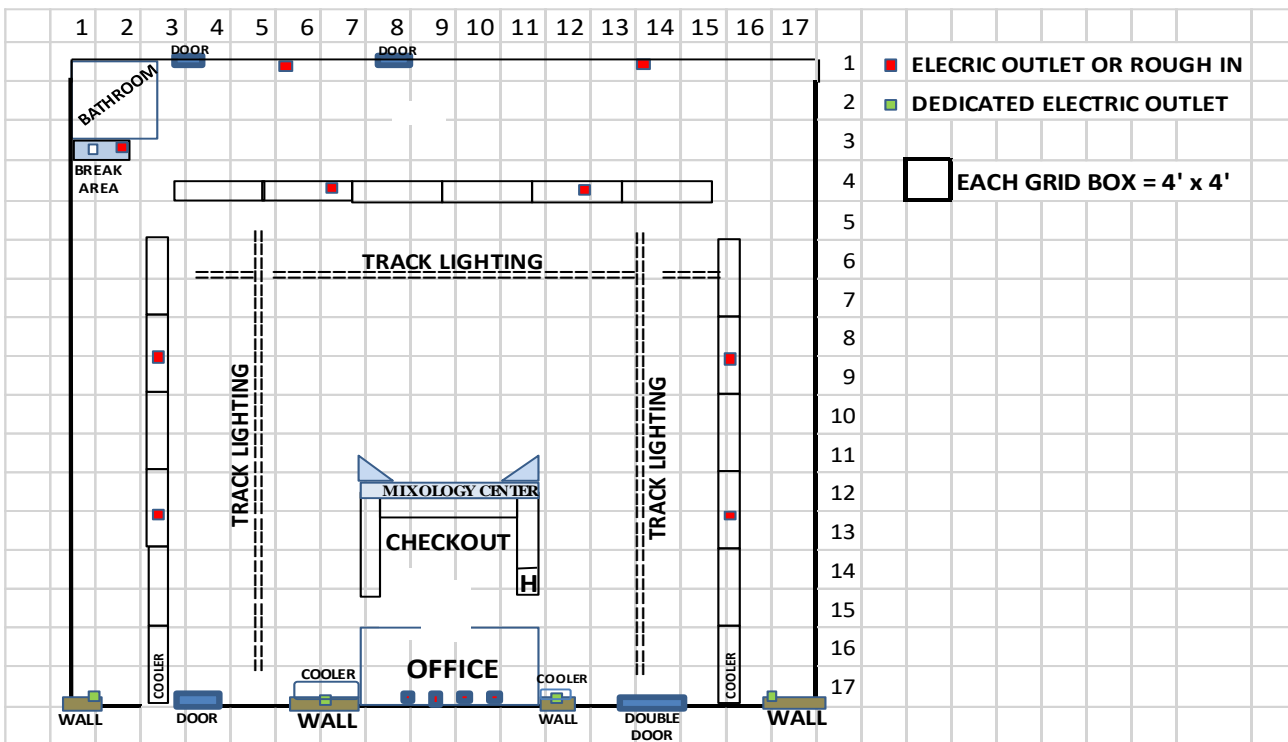 1 2 3 4 5 6 7 8 9 10 11 12 13 14 15 16 17
DOOR
DOOR
1
ELECRIC OUTLET OR ROUGH IN
BATHROOM
2
DEDICATED ELECTRIC OUTLET
3
BREAK
AREA
4
EACH GRID BOX = 4' x 4'
5
6
TRACK LIGHTING
7
8
9
10
TRACK LIGHTING
TRACK LIGHTING
11
12
MIXOLOGY CENTER
13
CHECKOUT
14
H
15
16
COOLER
COOLER
OFFICE
COOLER
COOLER
17
WALL
DOOR
WALL
WALL
DOUBLE
DOOR
WALL